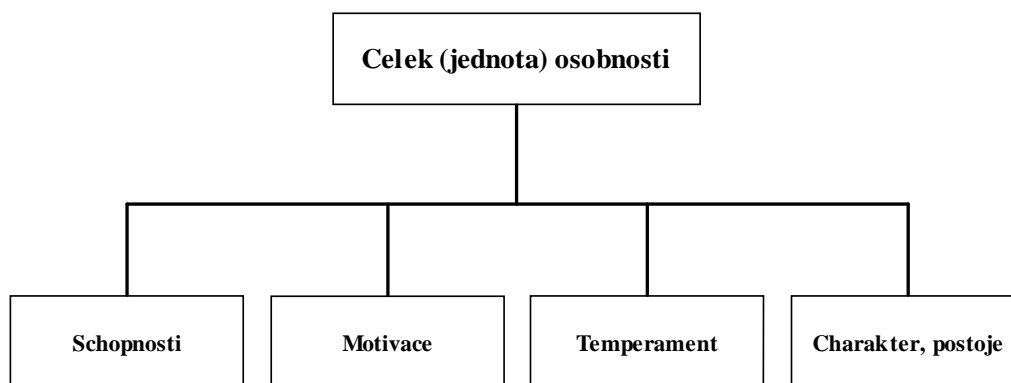 Celek (jednota) osobnosti
Schopnosti
Motivace
Temperament
Charakter, postoje